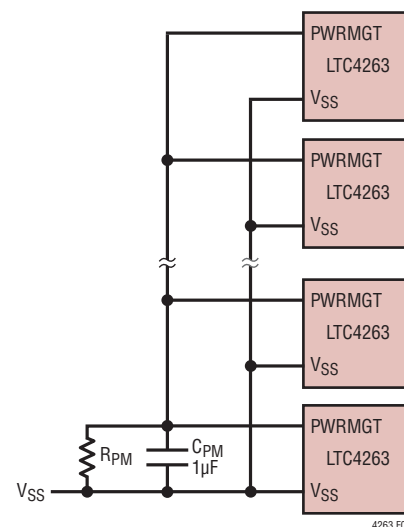 PWRMGT
LTC4263
VSS
PWRMGT
LTC4263
VSS
PWRMGT
LTC4263
VSS
PWRMGT
LTC4263
VSS
RPM
CPM
1µF
VSS